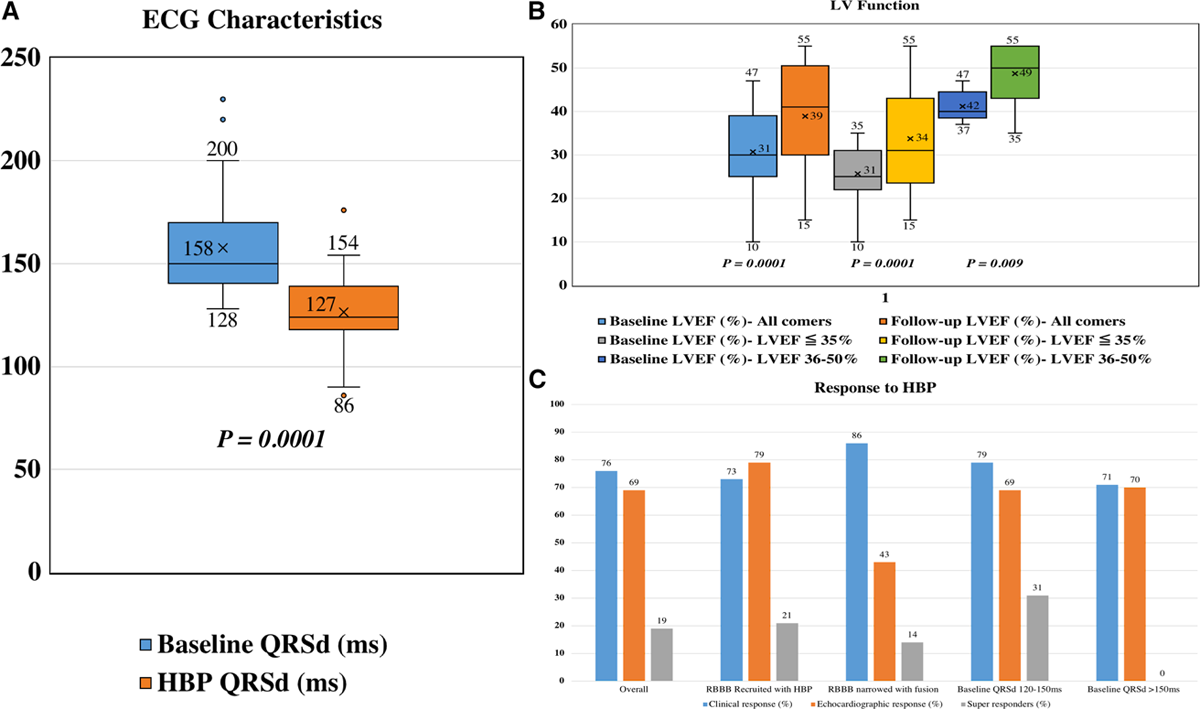 A
ECG Characteristics
250
200
150
100
50
0
200
158
128
154
127
86
P = 0.0001
Baseline QRSd (ms)
HBP QRSd (ms)
B
LV Function
60
50
40
30
20
10
0
47
31
10
55
39
15
35
31
10
55
34
15
47
42
37
55
49
35
P = 0.0001
P = 0.0001
P = 0.009
1
Baseline LVEF (%)- All comers
Follow-up LVEF (%)- All comers
Baseline LVEF (%)- LVEF ≦ 35%
Follow-up LVEF (%)- LVEF ≦ 35%
Baseline LVEF (%)- LVEF 36-50%
Follow-up LVEF (%)- LVEF 36-50%
C
Response to HBP
100
90
80
70
60
50
40
30
20
10
0
76
69
19
73
79
21
86
43
14
79
69
31
71
70
0
Overall
RBBB Recruited with HBP
RBBB narrowed with fusion
Baseline QRSd 120-150ms
Baseline QRSd >150ms
Clinical response (%)
Echocardiographic response (%)
Super responders (%)